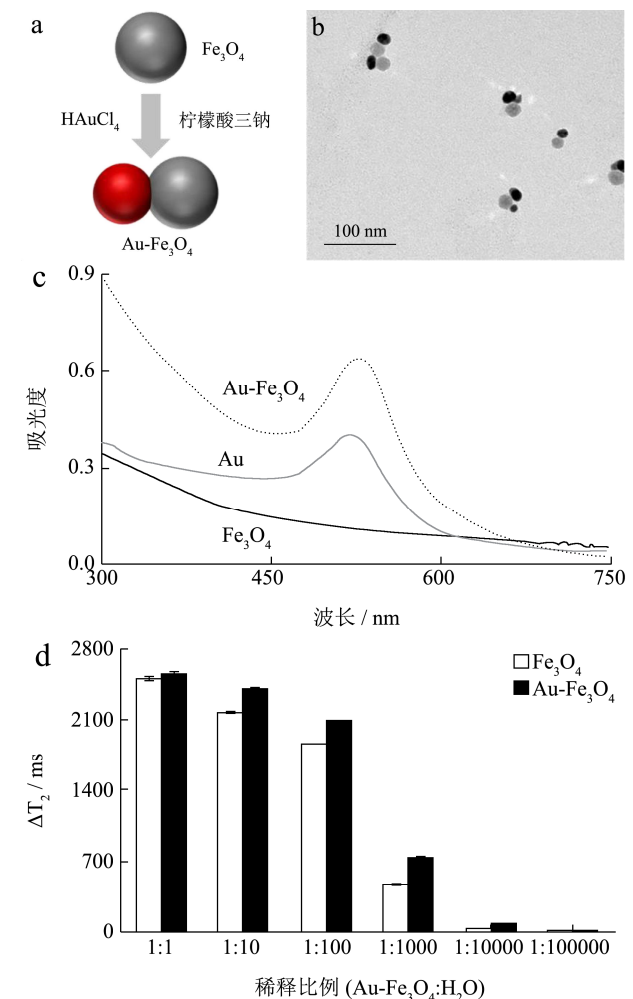 a
Fe₃O₄
HAuCl₄
柠檬酸三钠
Au-Fe₃O₄
b
100 nm
c
0.9
0.6
0.3
0.0
吸光度
Au-Fe₃O₄
Au
Fe₃O₄
300
450
600
750
波长 / nm
d
2800
2100
1400
700
0
ΔT₂ / ms
Fe₃O₄
Au-Fe₃O₄
1:1
1:10
1:100
1:1000
1:10000
1:100000
稀释比例 (Au-Fe₃O₄:H₂O)